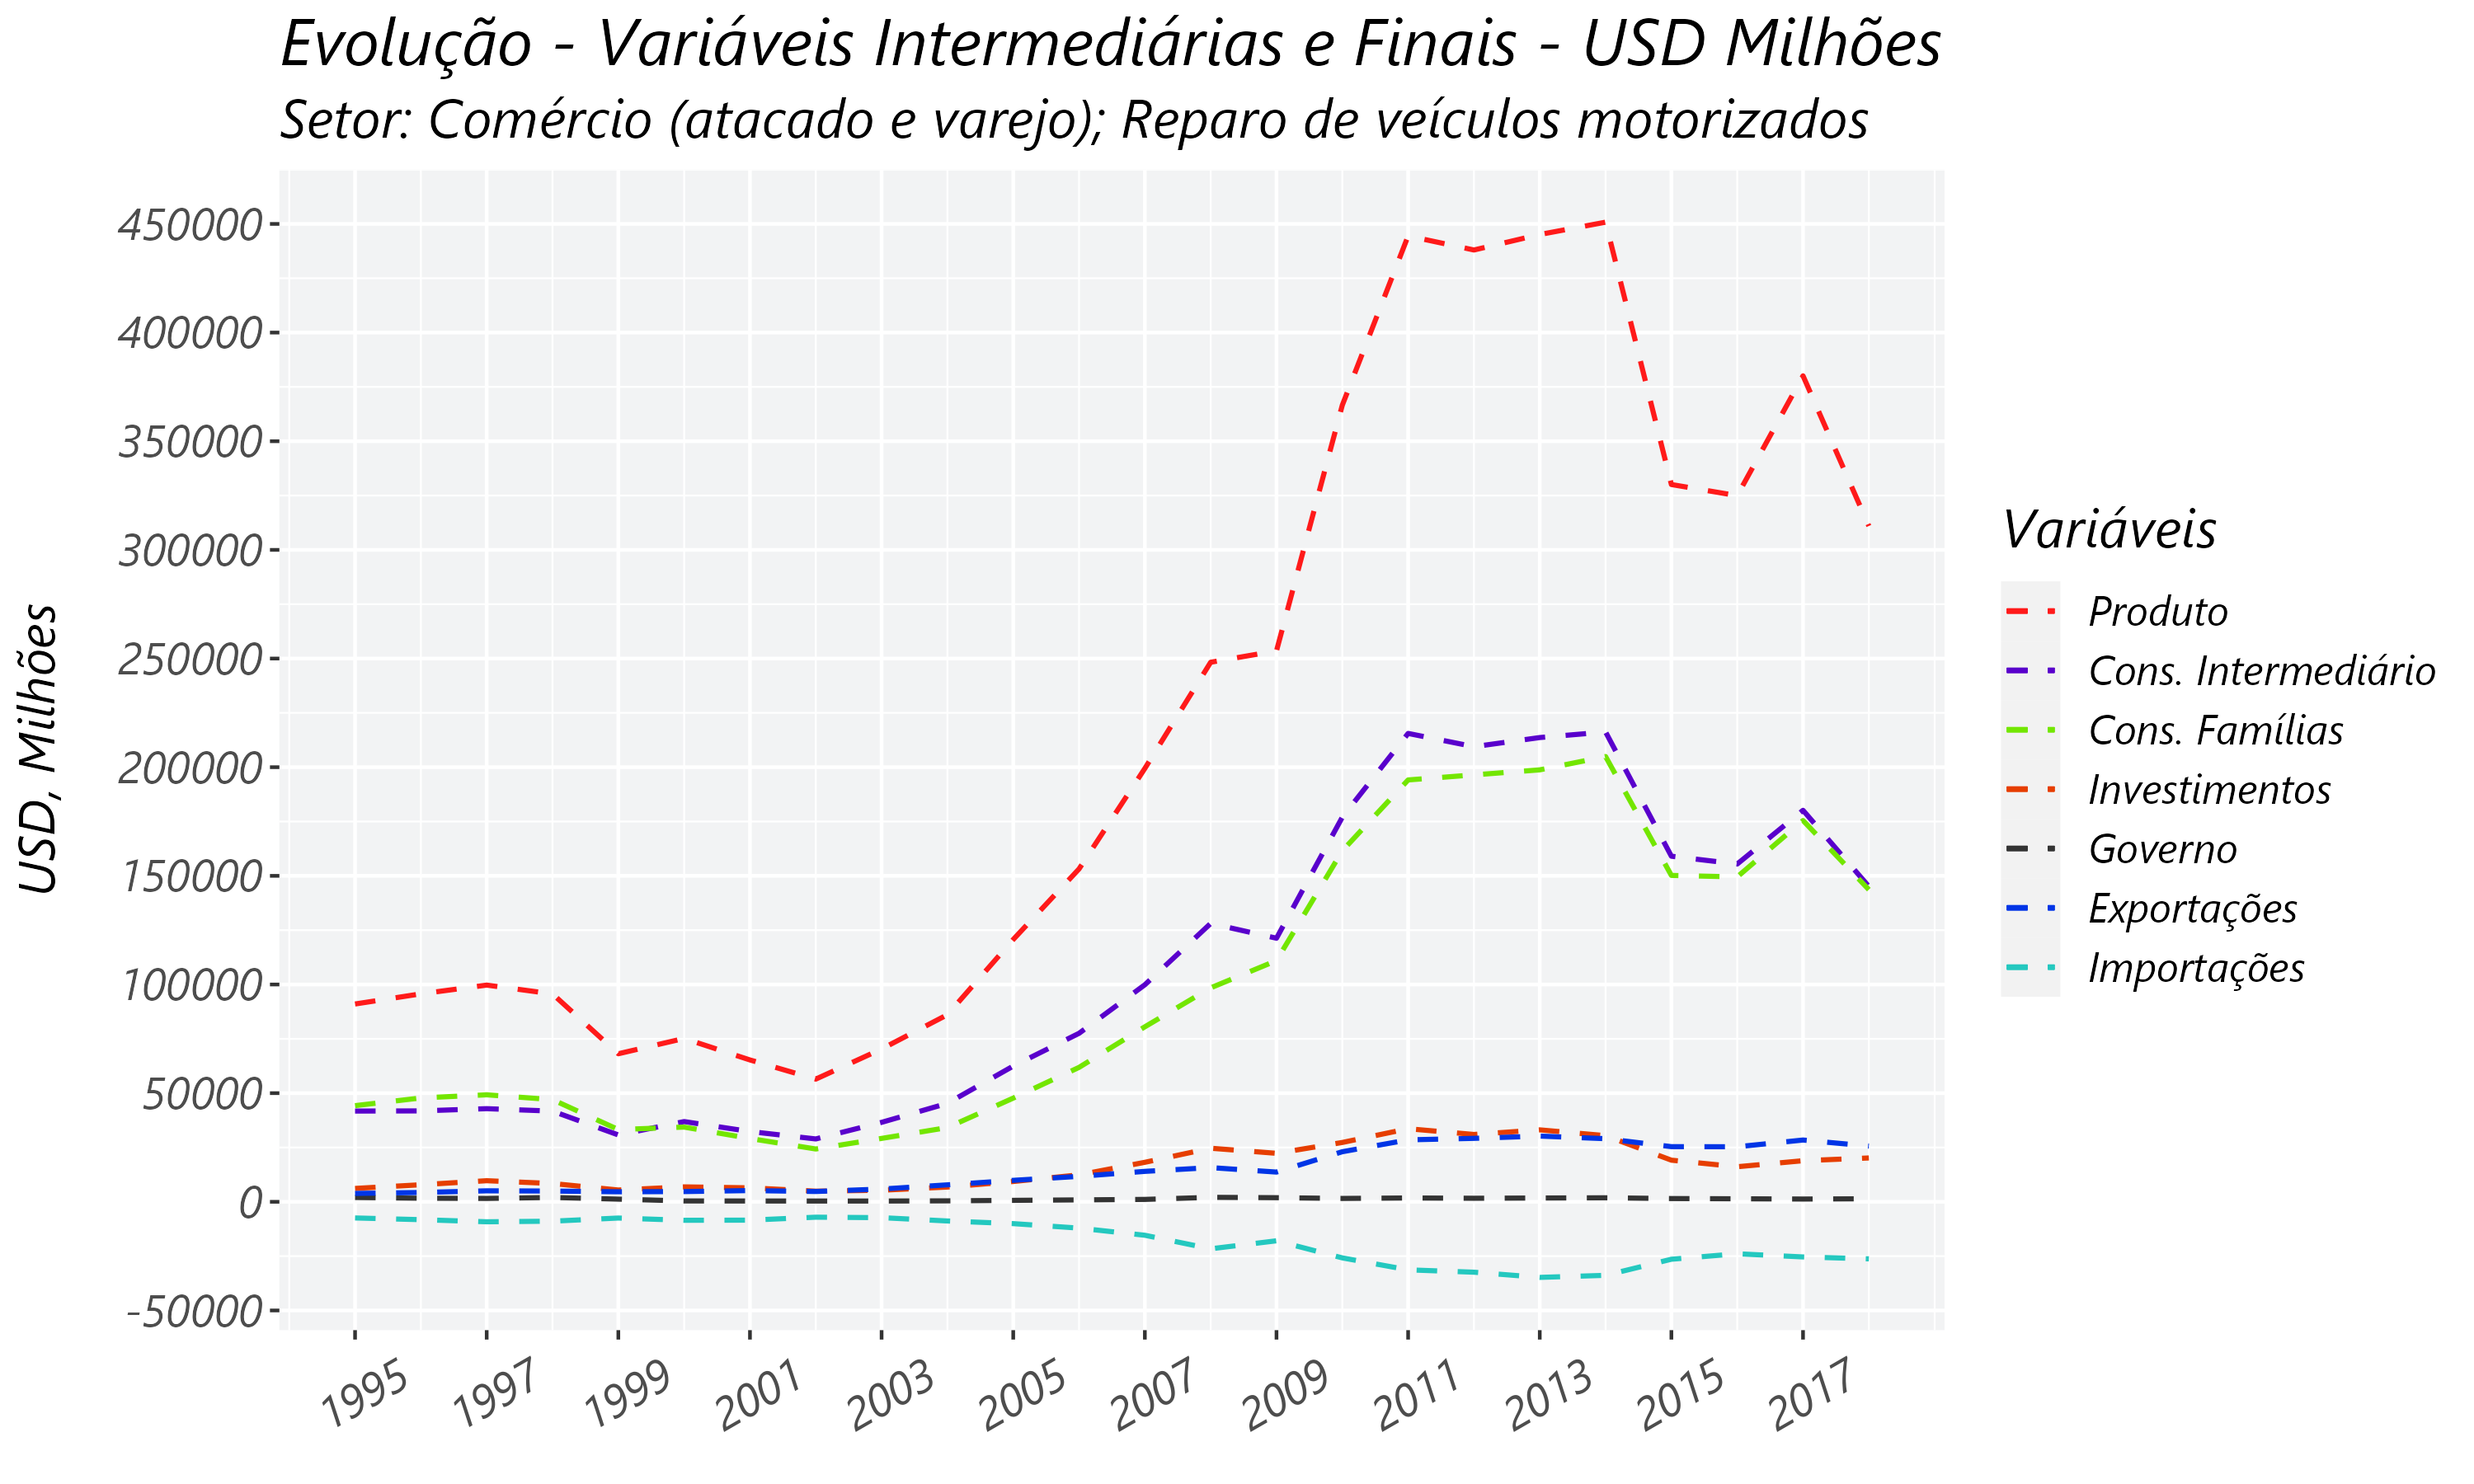 Evolução - Variáveis Intermediárias e Finais - USD Milhões
Setor: Comércio (atacado e varejo); Reparo de veículos motorizados
USD, Milhões
450000
400000
350000
300000
250000
200000
150000
100000
50000
0
-50000
1995 1997 1999 2001 2003 2005 2007 2009 2011 2013 2015 2017
Variáveis
Produto
Cons. Intermediário
Cons. Famílias
Investimentos
Governo
Exportações
Importações